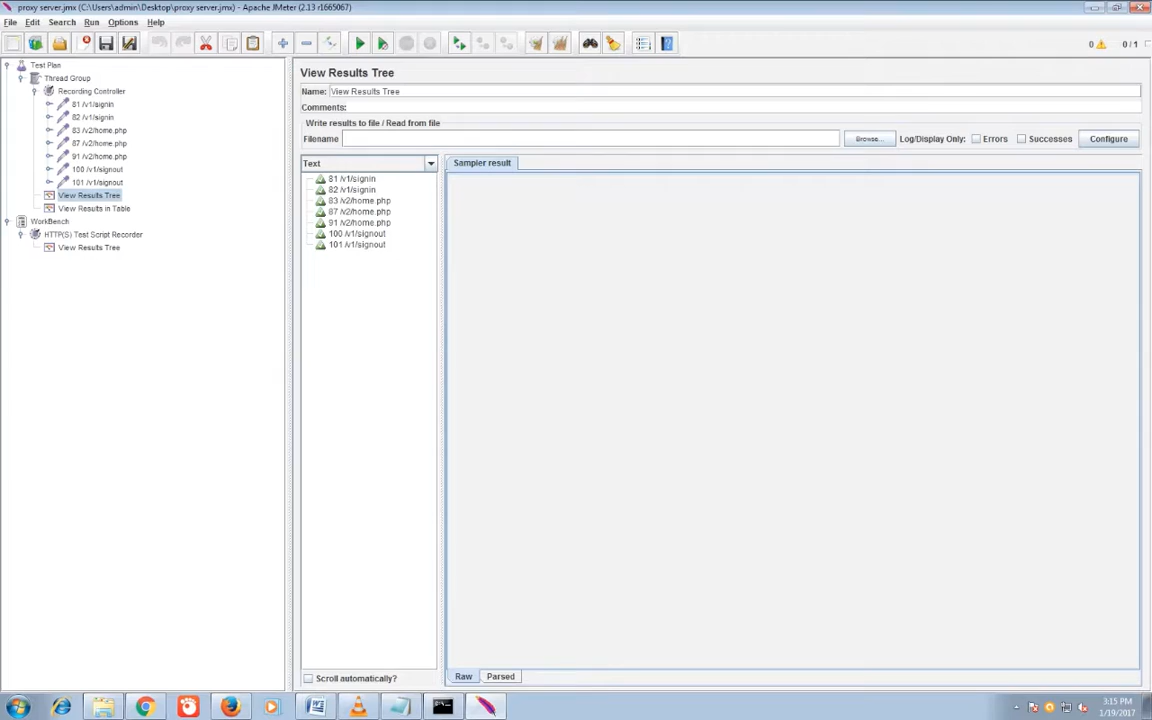 proxy server.jmx (C:\Users\admin\Desktop\proxy server.jmx) - Apache JMeter (2.13 r1665067)
File Edit Search Run Options Help
0 0 / 1
Test Plan
Thread Group
Recording Controller
81 /v1/signin
82 /v1/signin
83 /v2/home.php
87 /v2/home.php
91 /v2/home.php
100 /v1/signout
101 /v1/signout
View Results Tree
View Results in Table
WorkBench
HTTP(S) Test Script Recorder
View Results Tree
View Results Tree
Name: View Results Tree
Comments:
Write results to file / Read from file
Filename Browse... Log/Display Only: Errors Successes Configure
Text
81 /v1/signin
82 /v1/signin
83 /v2/home.php
87 /v2/home.php
91 /v2/home.php
100 /v1/signout
101 /v1/signout
Scroll automatically?
Sampler result
Raw Parsed
3:15 PM
1/19/2017